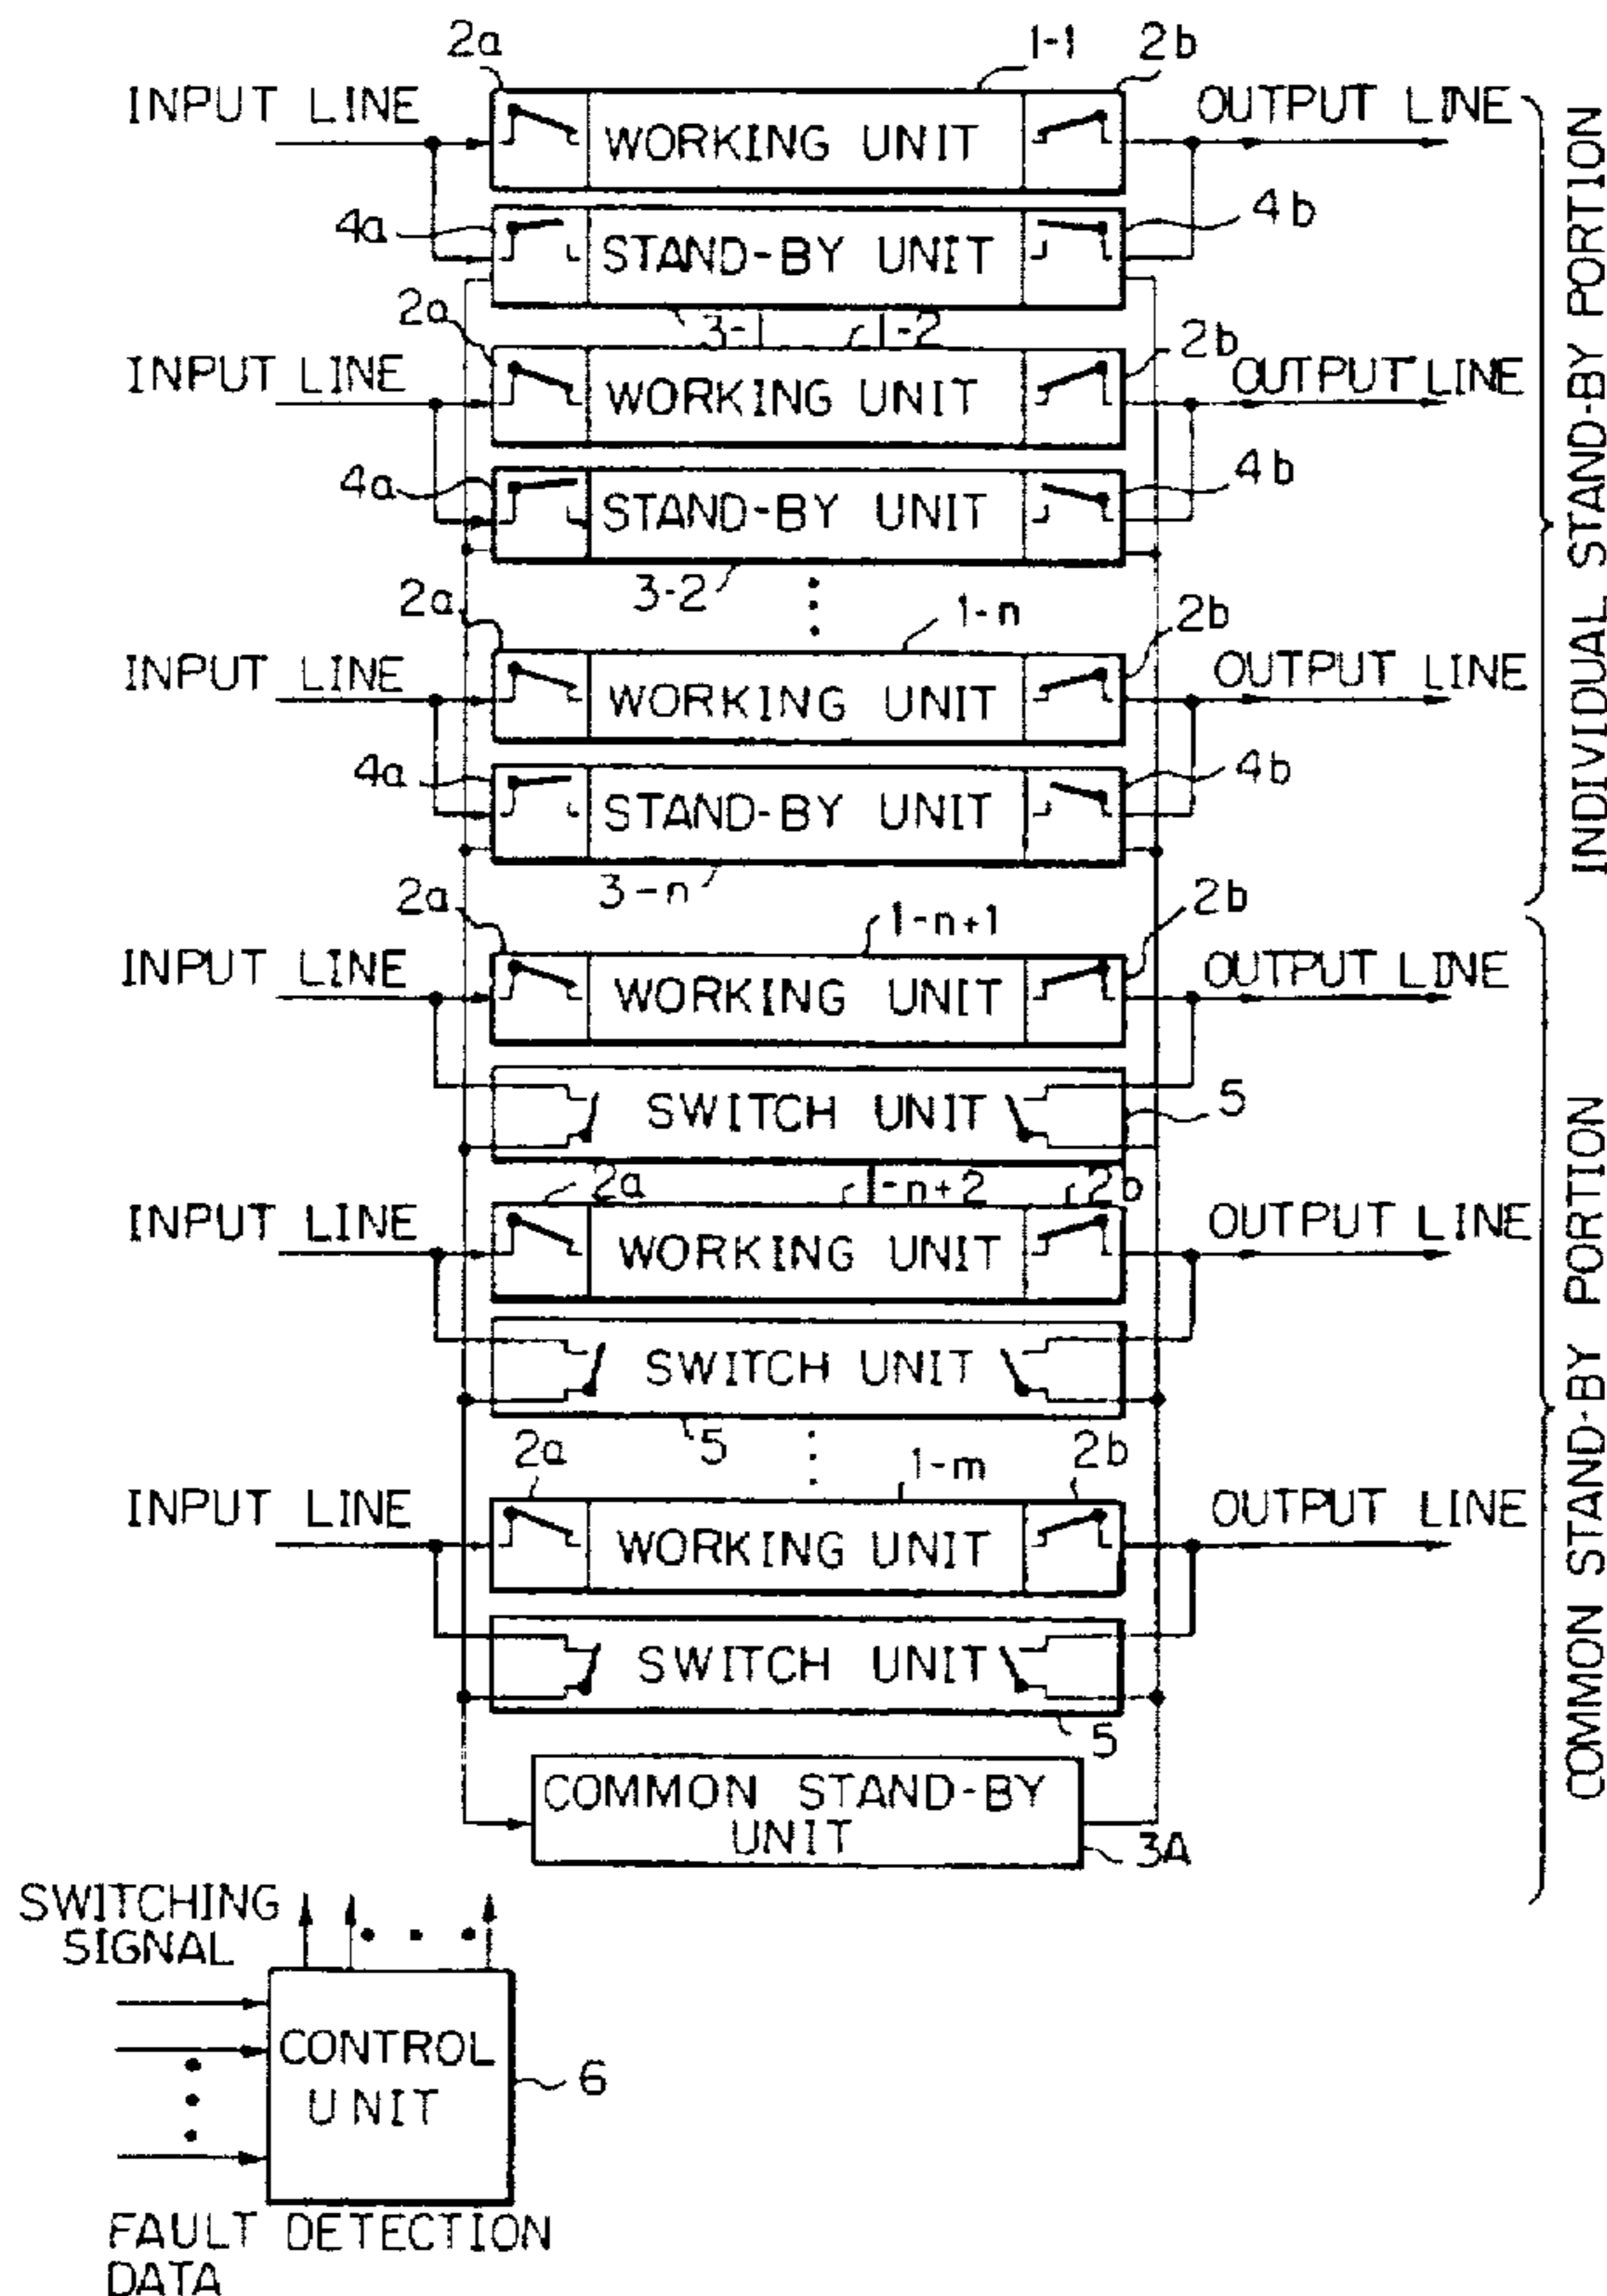 2a 1-1 2b
INPUT LINE WORKING UNIT OUTPUT LINE
4a STAND-BY UNIT 4b
3-1 1-2
2a 2b
INPUT LINE WORKING UNIT OUTPUT LINE
4a STAND-BY UNIT 4b
3-2
2a 1-n 2b
INPUT LINE WORKING UNIT OUTPUT LINE
4a STAND-BY UNIT 4b
3-n
2a 1-n+1 2b
INPUT LINE WORKING UNIT OUTPUT LINE
SWITCH UNIT 5
2a 1-n+2 2b
INPUT LINE WORKING UNIT OUTPUT LINE
SWITCH UNIT
5
2a 1-m 2b
INPUT LINE WORKING UNIT OUTPUT LINE
SWITCH UNIT
5
COMMON STAND-BY
UNIT 3A
INDIVIDUAL STAND-BY PORTION
COMMON STAND-BY PORTION
SWITCHING
SIGNAL
CONTROL
UNIT
6
FAULT DETECTION
DATA